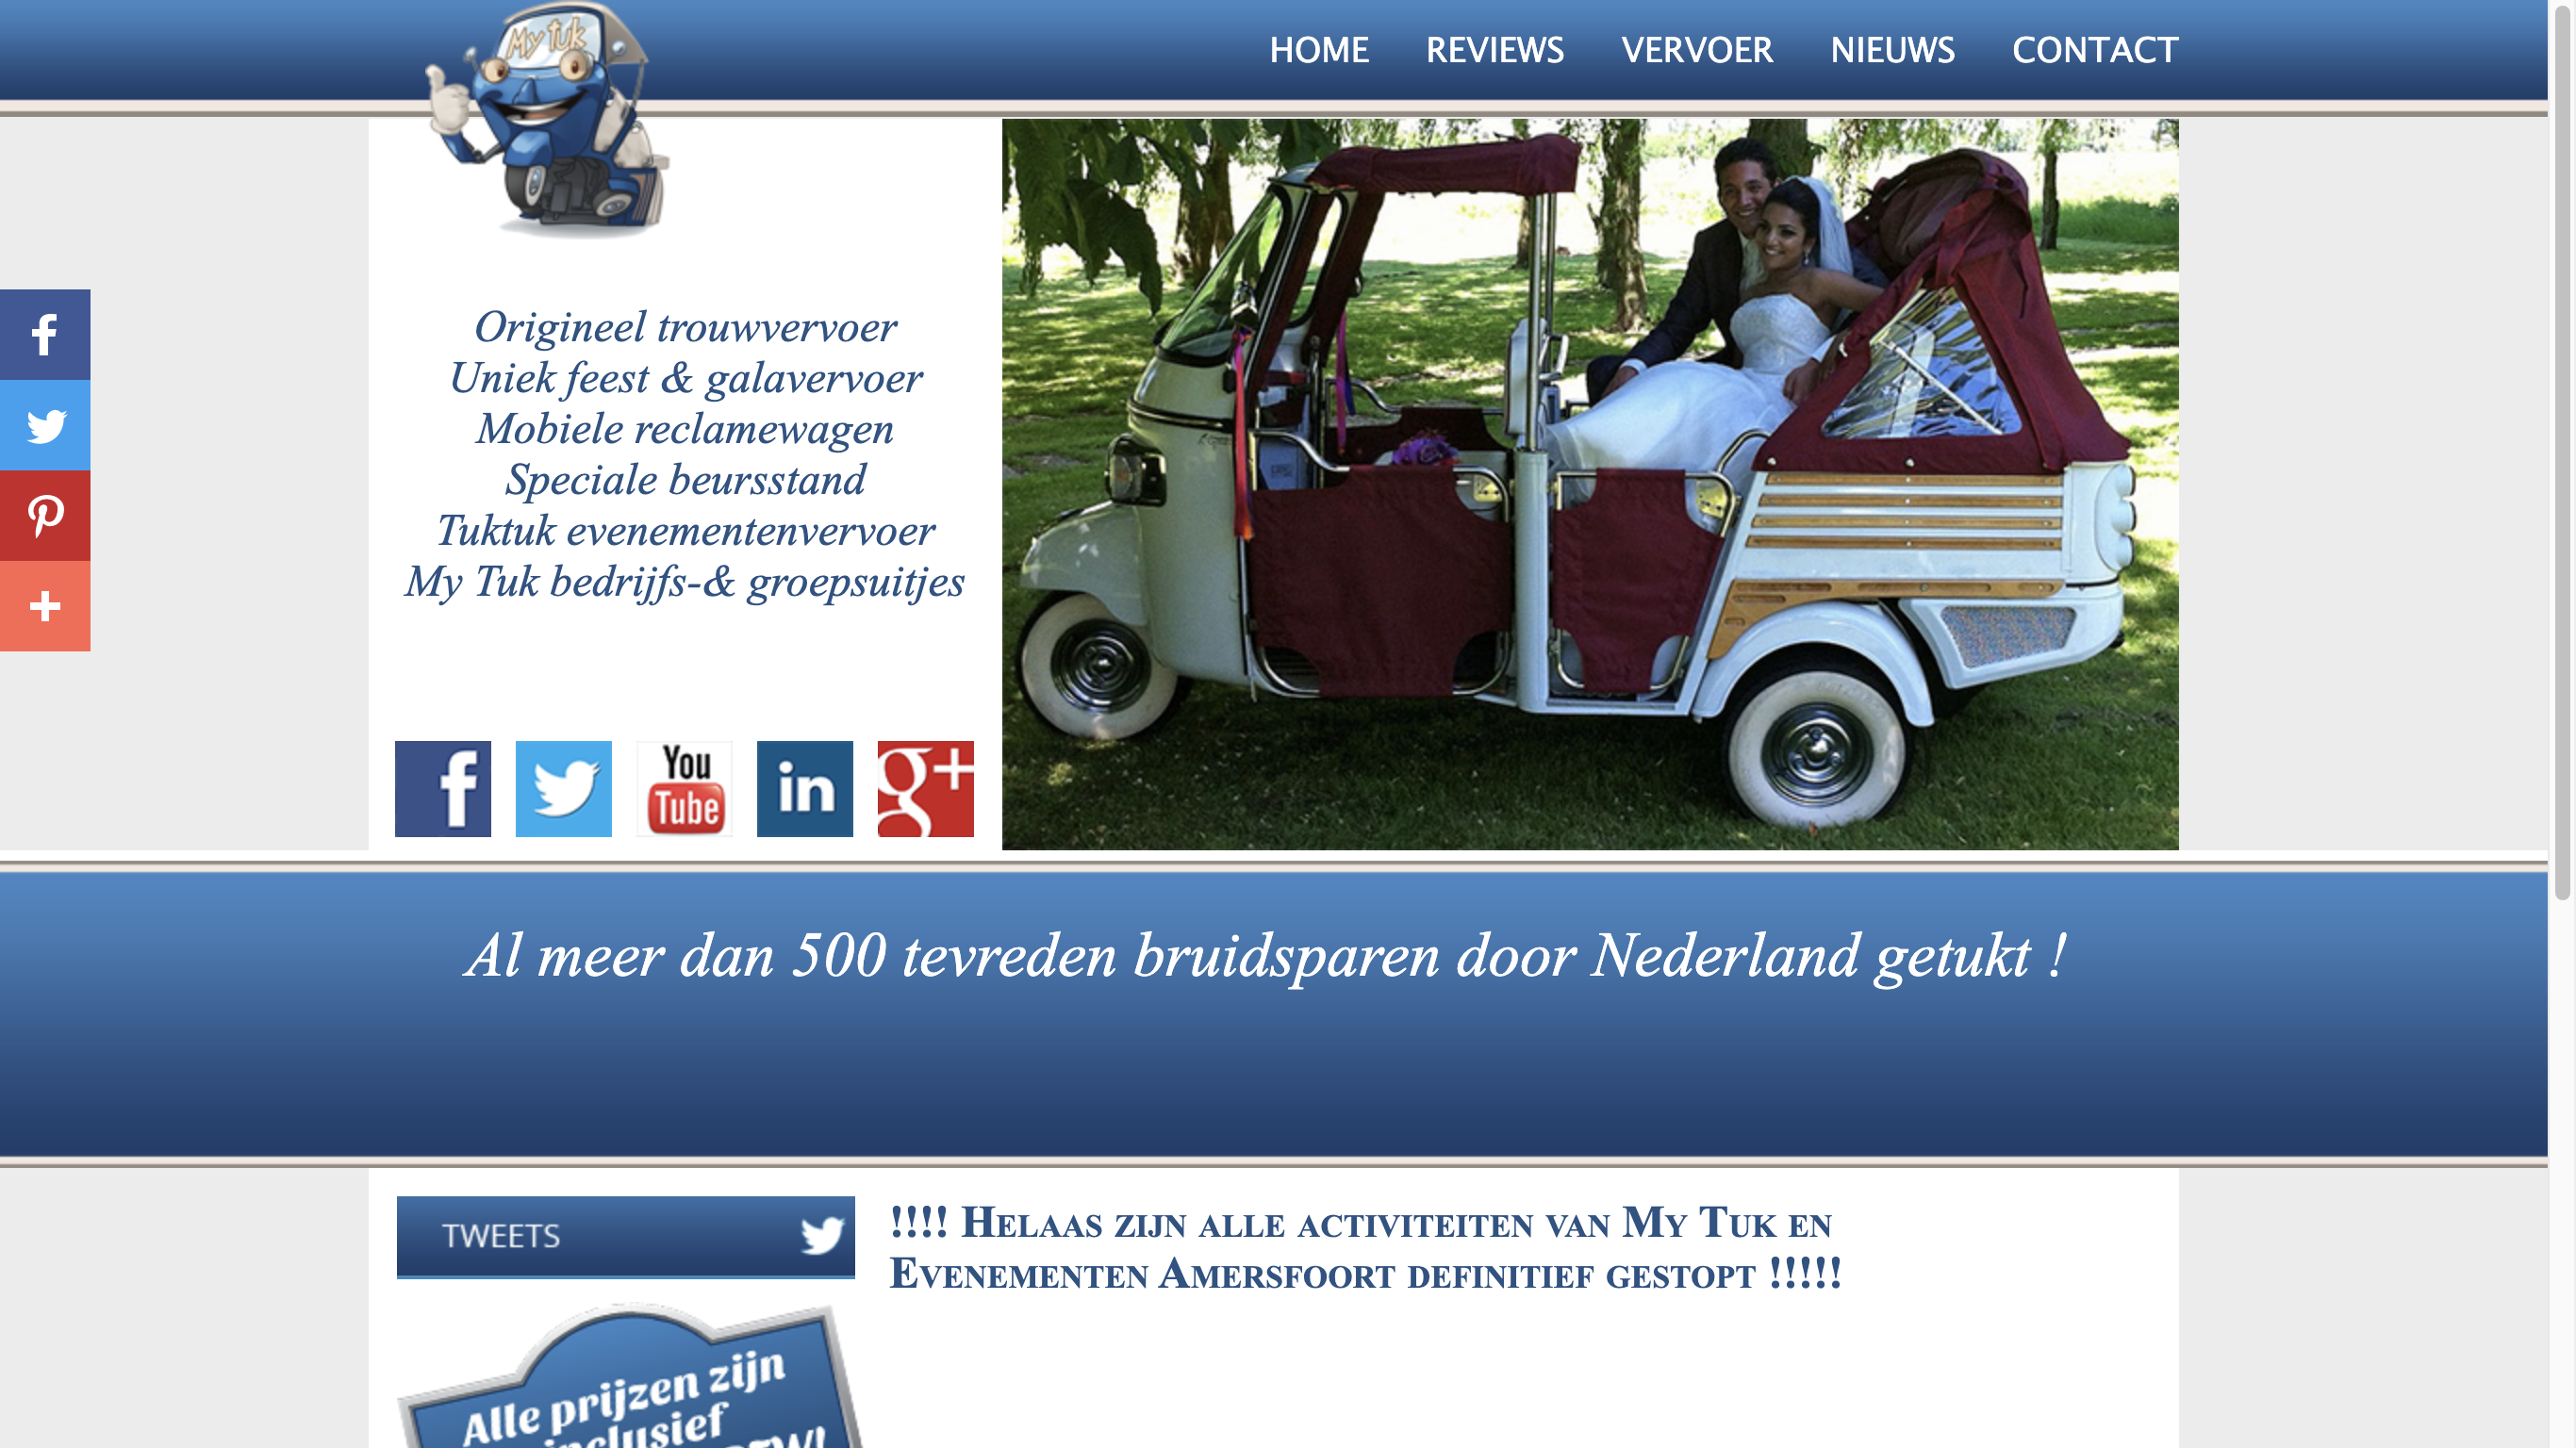 My Tuk
HOME REVIEWS VERVOER NIEUWS CONTACT
Origineel trouwvervoer
Uniek feest & galavervoer
Mobiele reclamewagen
Speciale beursstand
Tuktuk evenementenvervoer
My Tuk bedrijfs-& groepsuitjes
You
Tube
in
g+
Al meer dan 500 tevreden bruidsparen door Nederland getukt !
TWEETS
!!!! Helaas zijn alle activiteiten van My Tuk en
Evenementen Amersfoort definitief gestopt !!!!!
Alle prijzen zijn
inclusief